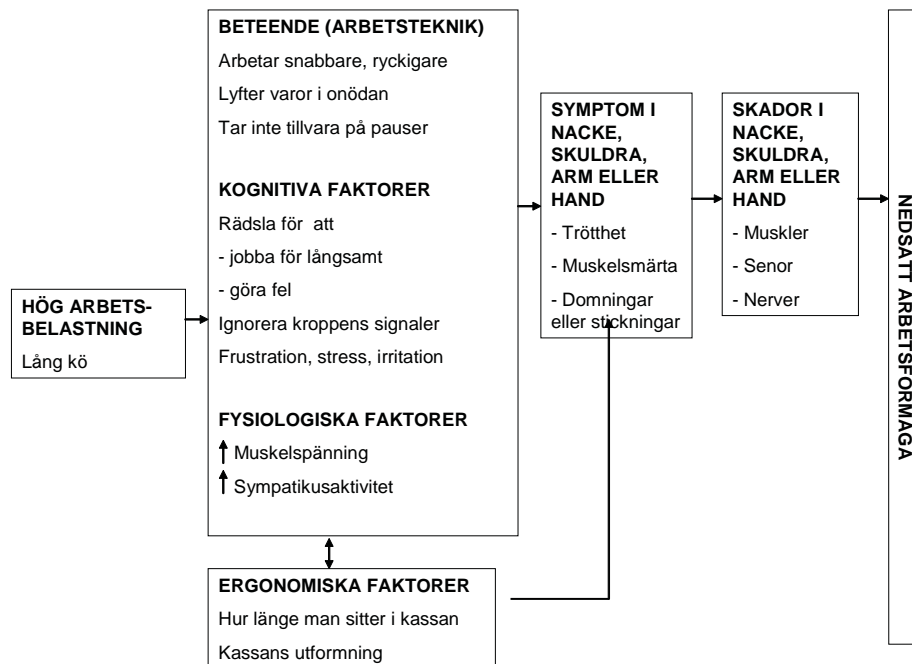 HÖG ARBETS-
BELASTNING
Lång kö
BETEENDE (ARBETSTEKNIK)
Arbetar snabbare, ryckigare
Lyfter varor i onödan
Tar inte tillvara på pauser
KOGNITIVA FAKTORER
Rädsla för att
- jobba för långsamt
- göra fel
Ignorera kroppens signaler
Frustration, stress, irritation
FYSIOLOGISKA FAKTORER
Muskelspänning
Sympatikusaktivitet
ERGONOMISKA FAKTORER
Hur länge man sitter i kassan
Kassans utformning
SYMPTOM I
NACKE,
SKULDRA,
ARM ELLER
HAND
- Trötthet
- Muskelsmärta
- Domningar
eller stickningar
SKADOR I
NACKE,
SKULDRA,
ARM ELLER
HAND
- Muskler
- Senor
- Nerver
NEDSATT ARBETSFÖRMÅGA